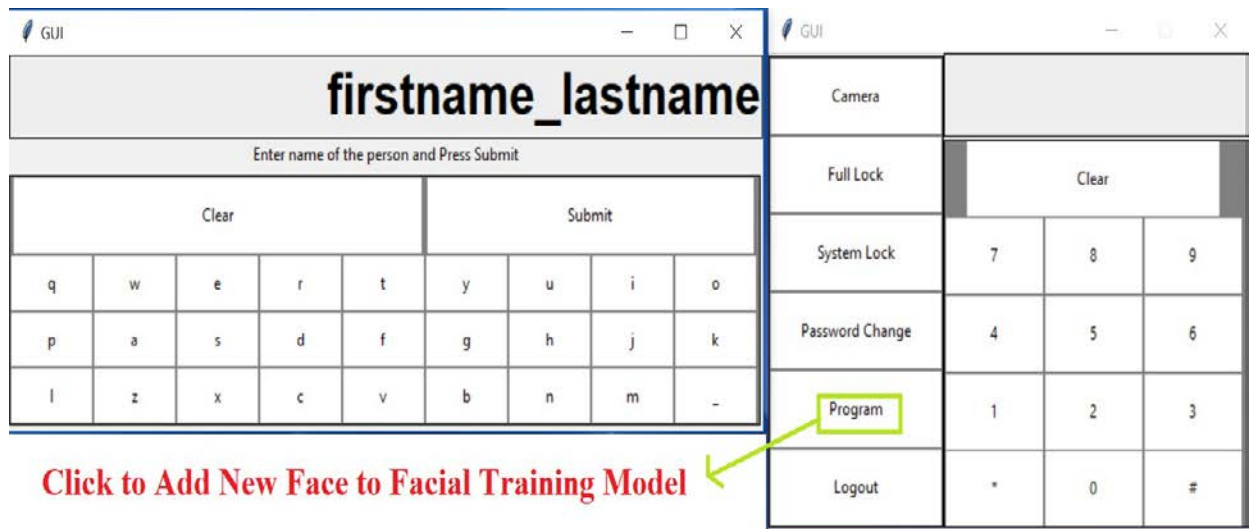 GUI
firstname_lastname
Enter name of the person and Press Submit
Clear Submit
q w e r t y u i o
p a s d f g h j k
l z x c v b n m _
Click to Add New Face to Facial Training Model
GUI
Camera
Full Lock
System Lock
Password Change
Program
Logout
Clear
7 8 9
4 5 6
1 2 3
* 0 #